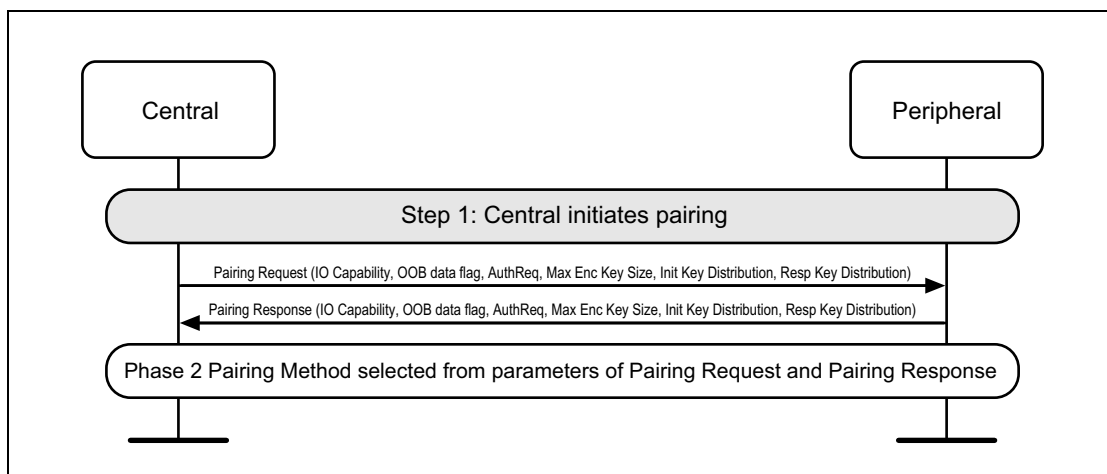 Central
Peripheral
Step 1: Central initiates pairing
Pairing Request (IO Capability, OOB data flag, AuthReq, Max Enc Key Size, Init Key Distribution, Resp Key Distribution)
Pairing Response (IO Capability, OOB data flag, AuthReq, Max Enc Key Size, Init Key Distribution, Resp Key Distribution)
Phase 2 Pairing Method selected from parameters of Pairing Request and Pairing Response